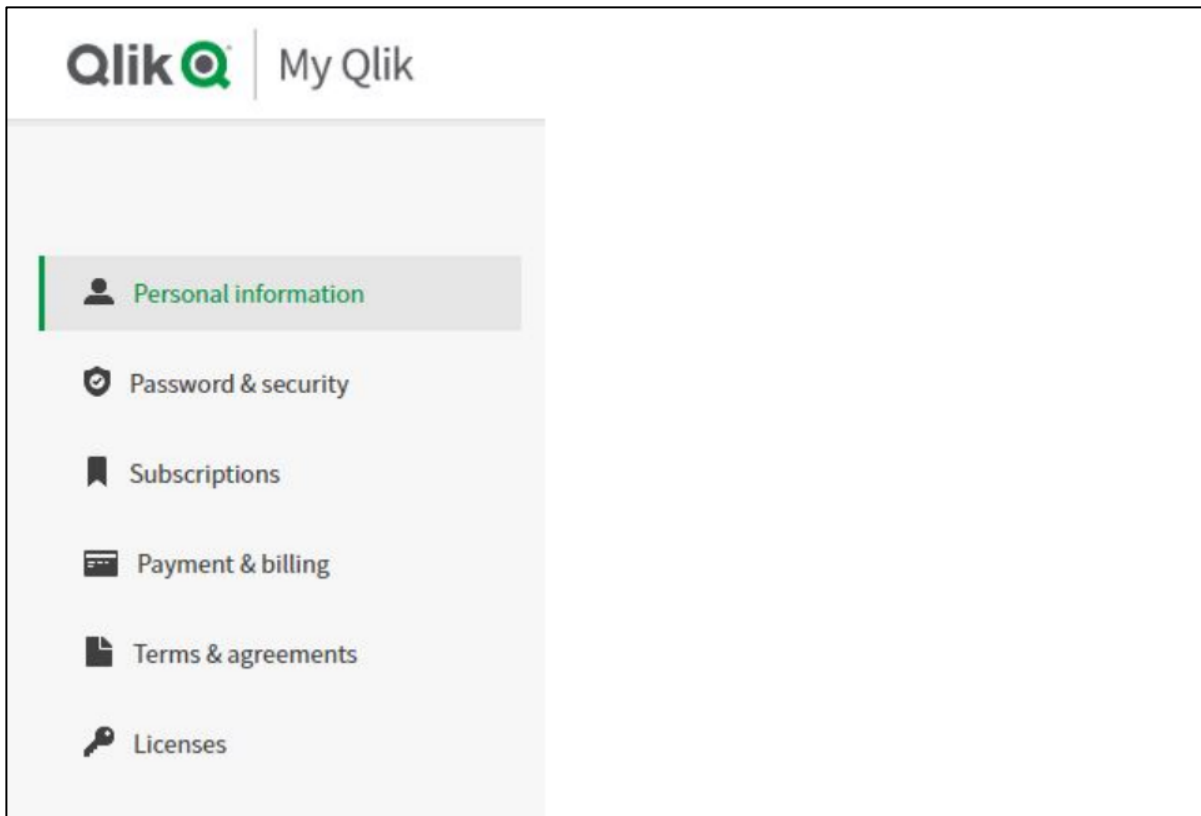 Qlik My Qlik
Personal information
Password & security
Subscriptions
Payment & billing
Terms & agreements
Licenses